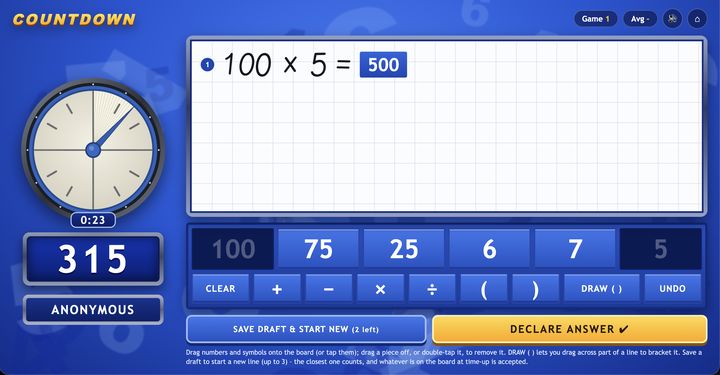 COUNTDOWN
Game 1
Avg -
1 100 × 5 = 500
0:23
315
ANONYMOUS
100 75 25 6 7 5
CLEAR + − × ÷ ( ) DRAW ( ) UNDO
SAVE DRAFT & START NEW (2 left)
DECLARE ANSWER ✔
Drag numbers and symbols onto the board (or tap them); drag a piece off, or double-tap it, to remove it. DRAW ( ) lets you drag across part of a line to bracket it. Save a
draft to start a new line (up to 3) - the closest one counts, and whatever is on the board at time-up is accepted.